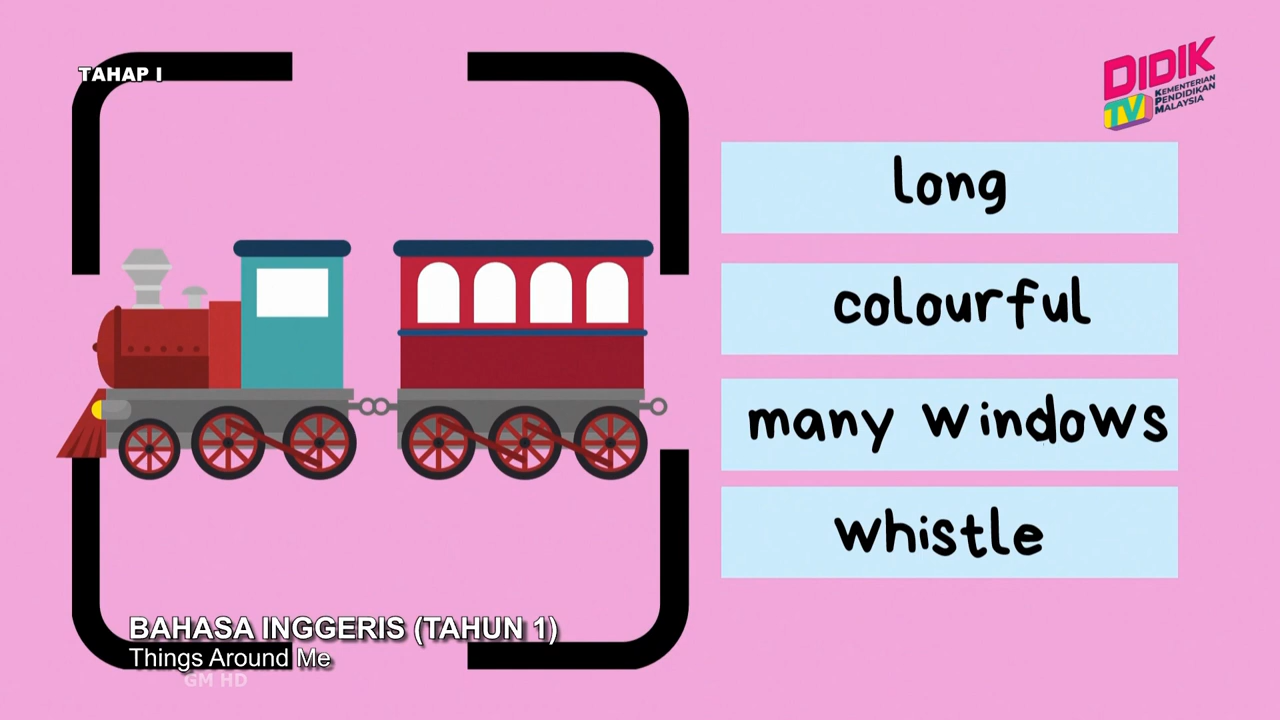 TAHAP I
DIDIK
TV
KEMENTERIAN
PENDIDIKAN
MALAYSIA
long
colourful
many windows
whistle
BAHASA INGGERIS (TAHUN 1)
Things Around Me
GM HD